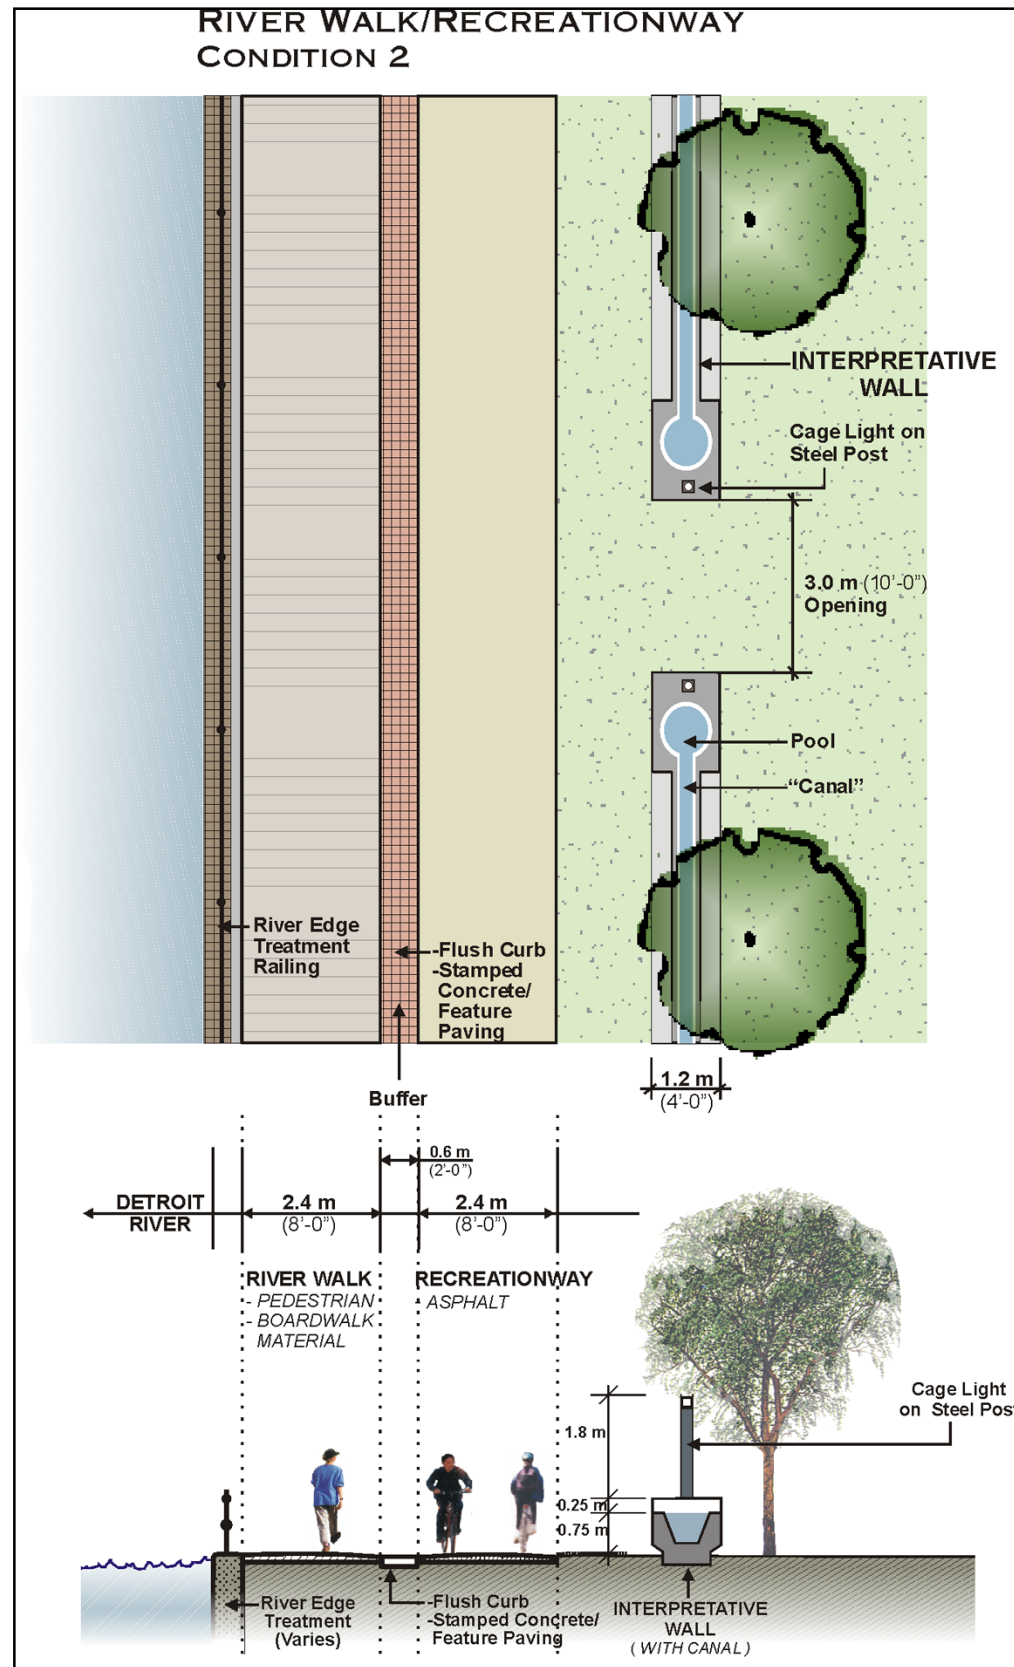 RIVER WALK/RECREATIONWAY
CONDITION 2
INTERPRETATIVE
WALL
Cage Light on
Steel Post
3.0 m (10'-0")
Opening
Pool
“Canal”
River Edge
Treatment
Railing
-Flush Curb
-Stamped
Concrete/
Feature
Paving
Buffer
1.2 m
(4'-0")
0.6 m
(2'-0")
DETROIT
RIVER
2.4 m
(8'-0")
2.4 m
(8'-0")
RIVER WALK
- PEDESTRIAN
- BOARDWALK
MATERIAL
RECREATIONWAY
- ASPHALT
Cage Light
on Steel Post
1.8 m
0.25 m
0.75 m
River Edge
Treatment
(Varies)
-Flush Curb
-Stamped Concrete/
Feature Paving
INTERPRETATIVE
WALL
( WITH CANAL )